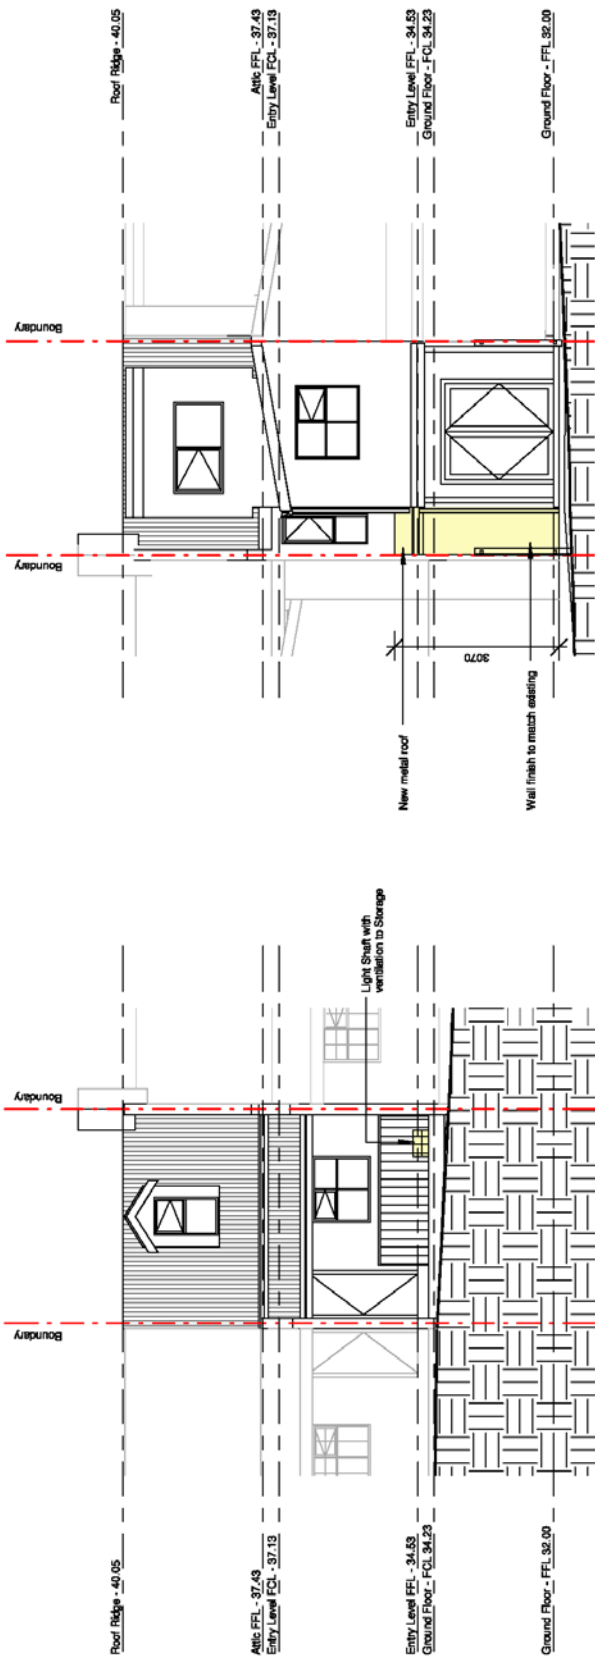 Roof Ridge - 40.05
Attic FFL - 37.43
Entry Level FCL - 37.13
Entry Level FFL - 34.53
Ground Floor - FCL 34.23
Ground Floor - FFL 32.00
Boundary
Boundary
Light Shaft with
ventilation to Storage
New metal roof
Wall finish to match existing
3070
Boundary
Boundary
Roof Ridge - 40.05
Attic FFL - 37.43
Entry Level FCL - 37.13
Entry Level FFL - 34.53
Ground Floor - FCL 34.23
Ground Floor - FFL 32.00